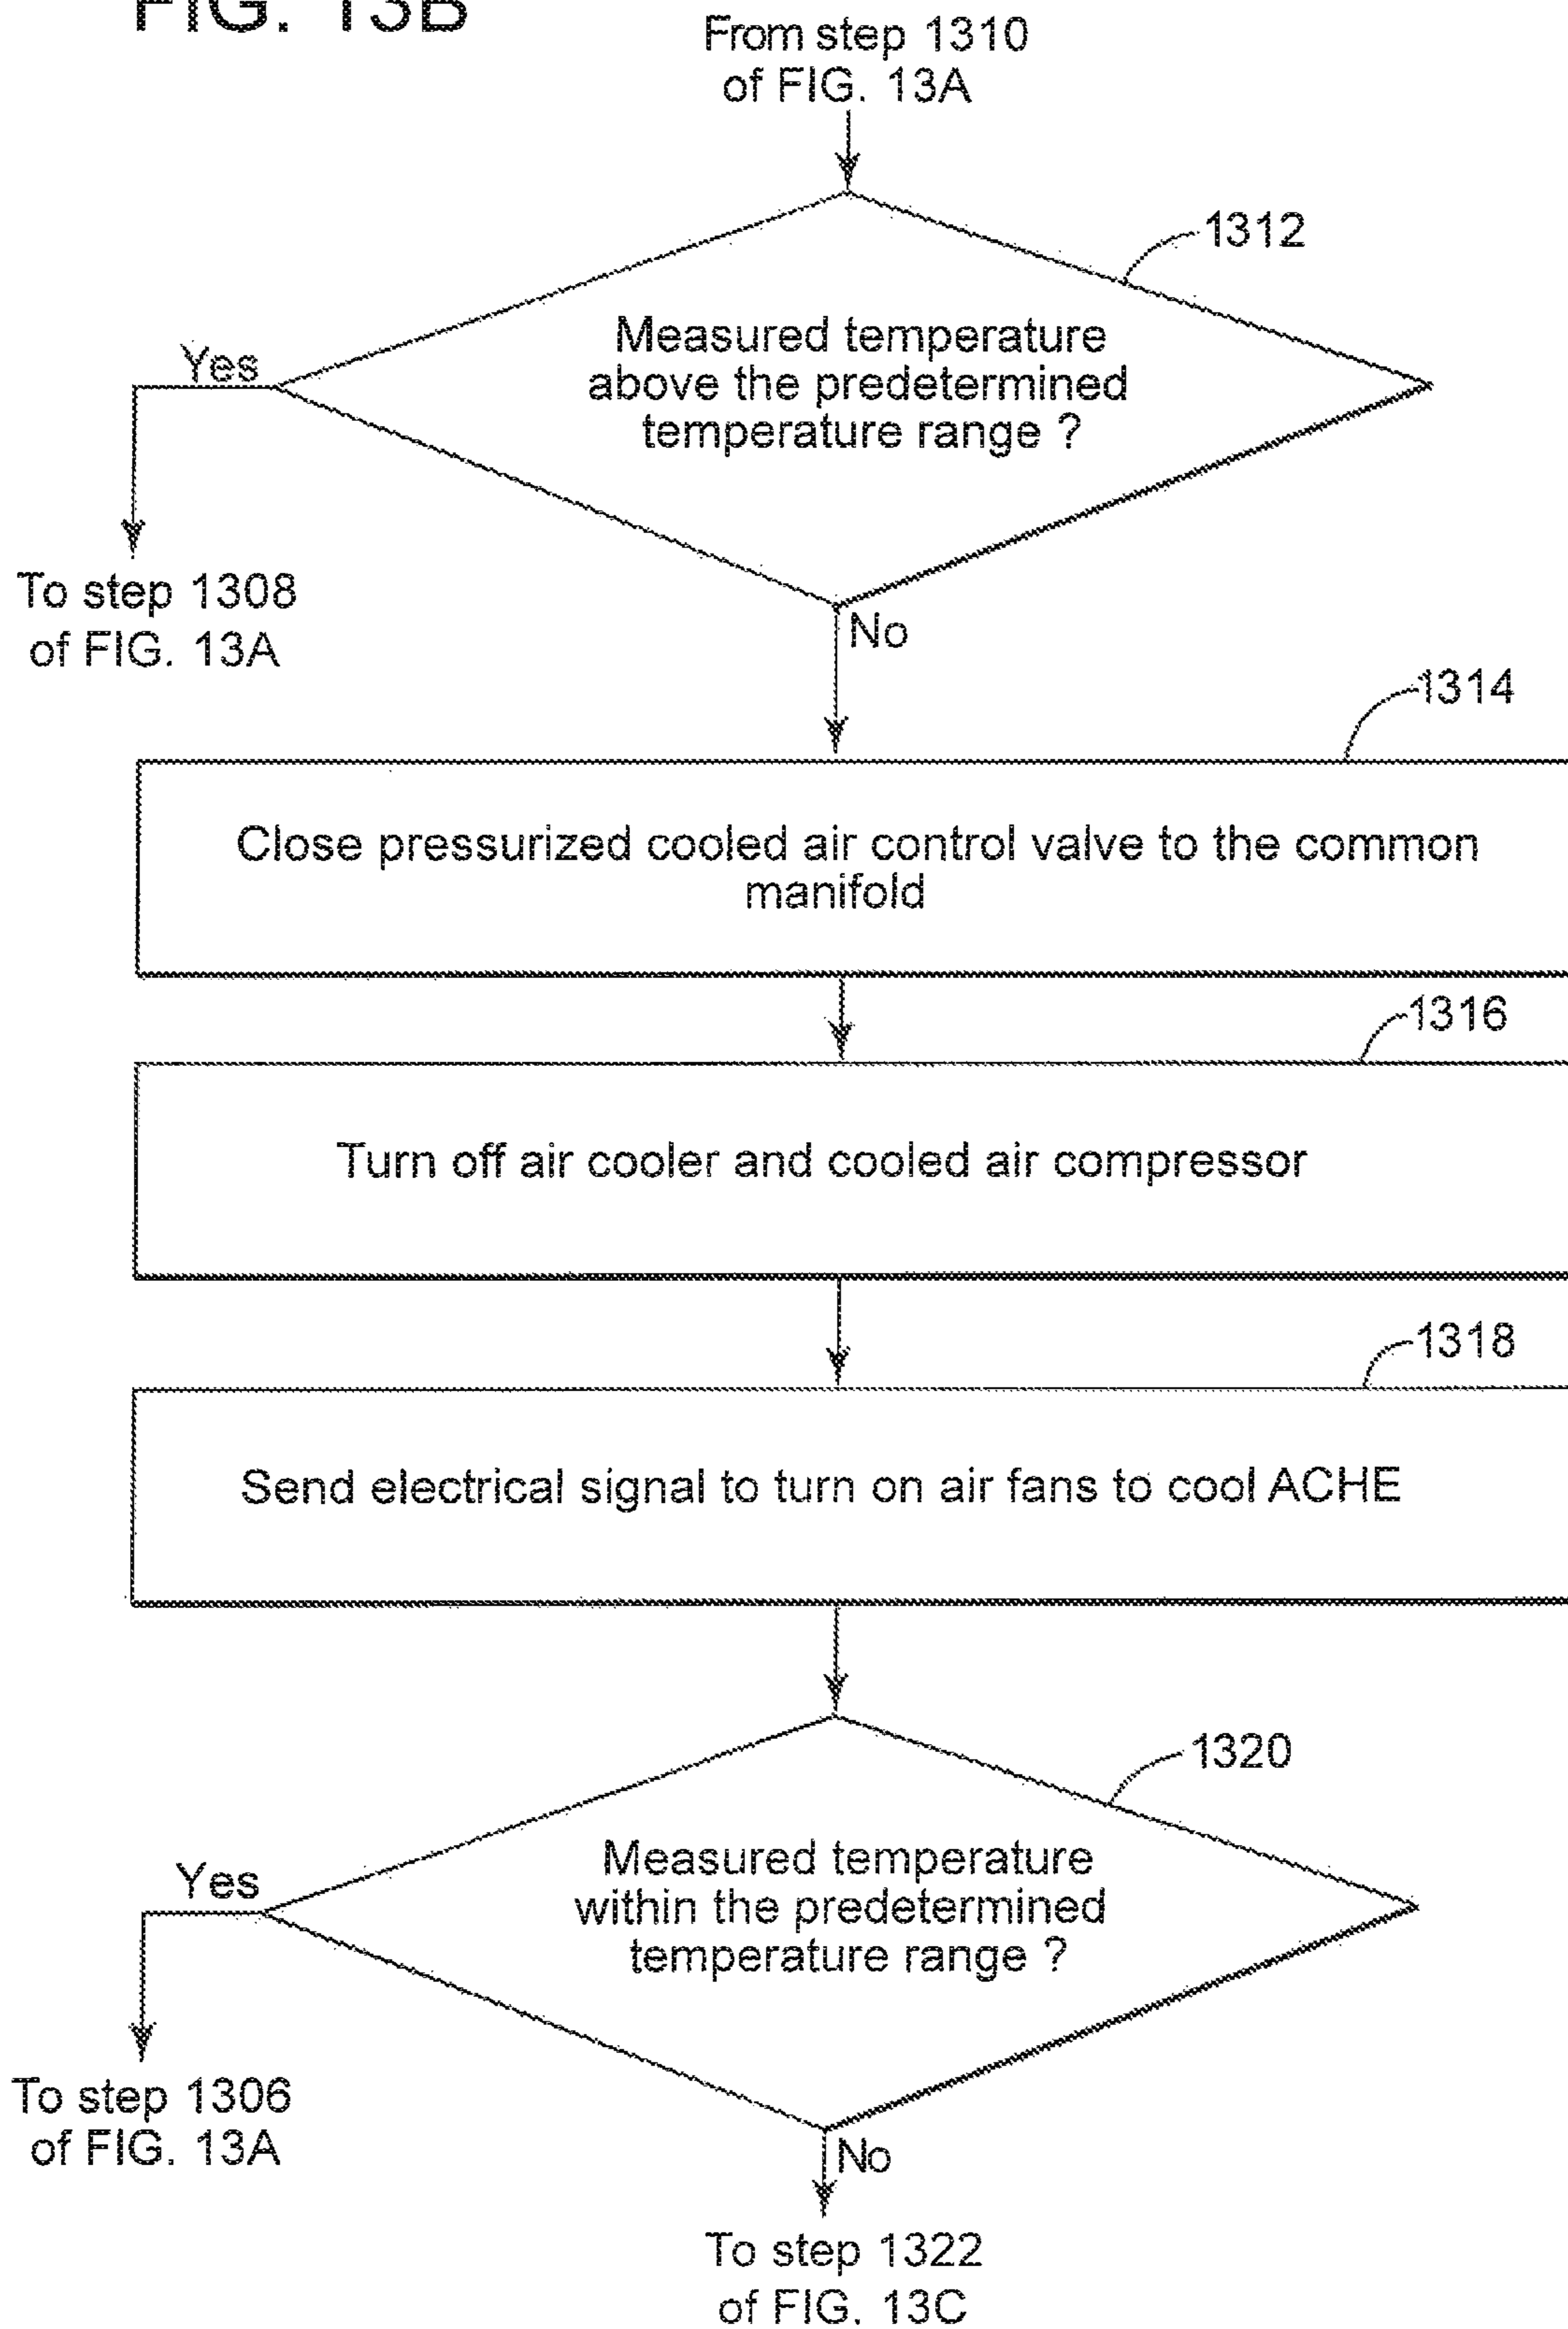 FIG. 13B
From step 1310
of FIG. 13A
1312
Measured temperature
above the predetermined
temperature range ?
Yes
To step 1308
of FIG. 13A
No
1314
Close pressurized cooled air control valve to the common
manifold
1316
Turn off air cooler and cooled air compressor
1318
Send electrical signal to turn on air fans to cool ACHE
1320
Measured temperature
within the predetermined
temperature range ?
Yes
To step 1306
of FIG. 13A
No
To step 1322
of FIG. 13C